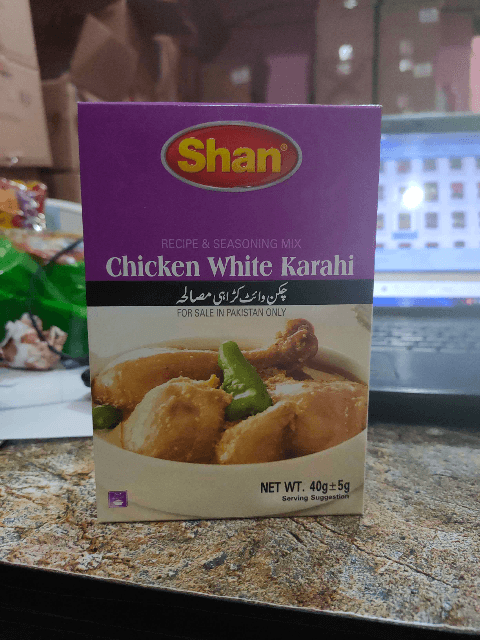 Shan®
RECIPE & SEASONING MIX
Chicken White Karahi
چکن وائٹ کڑاہی مصالحہ
FOR SALE IN PAKISTAN ONLY
NET WT. 40g±5g
Serving Suggestion